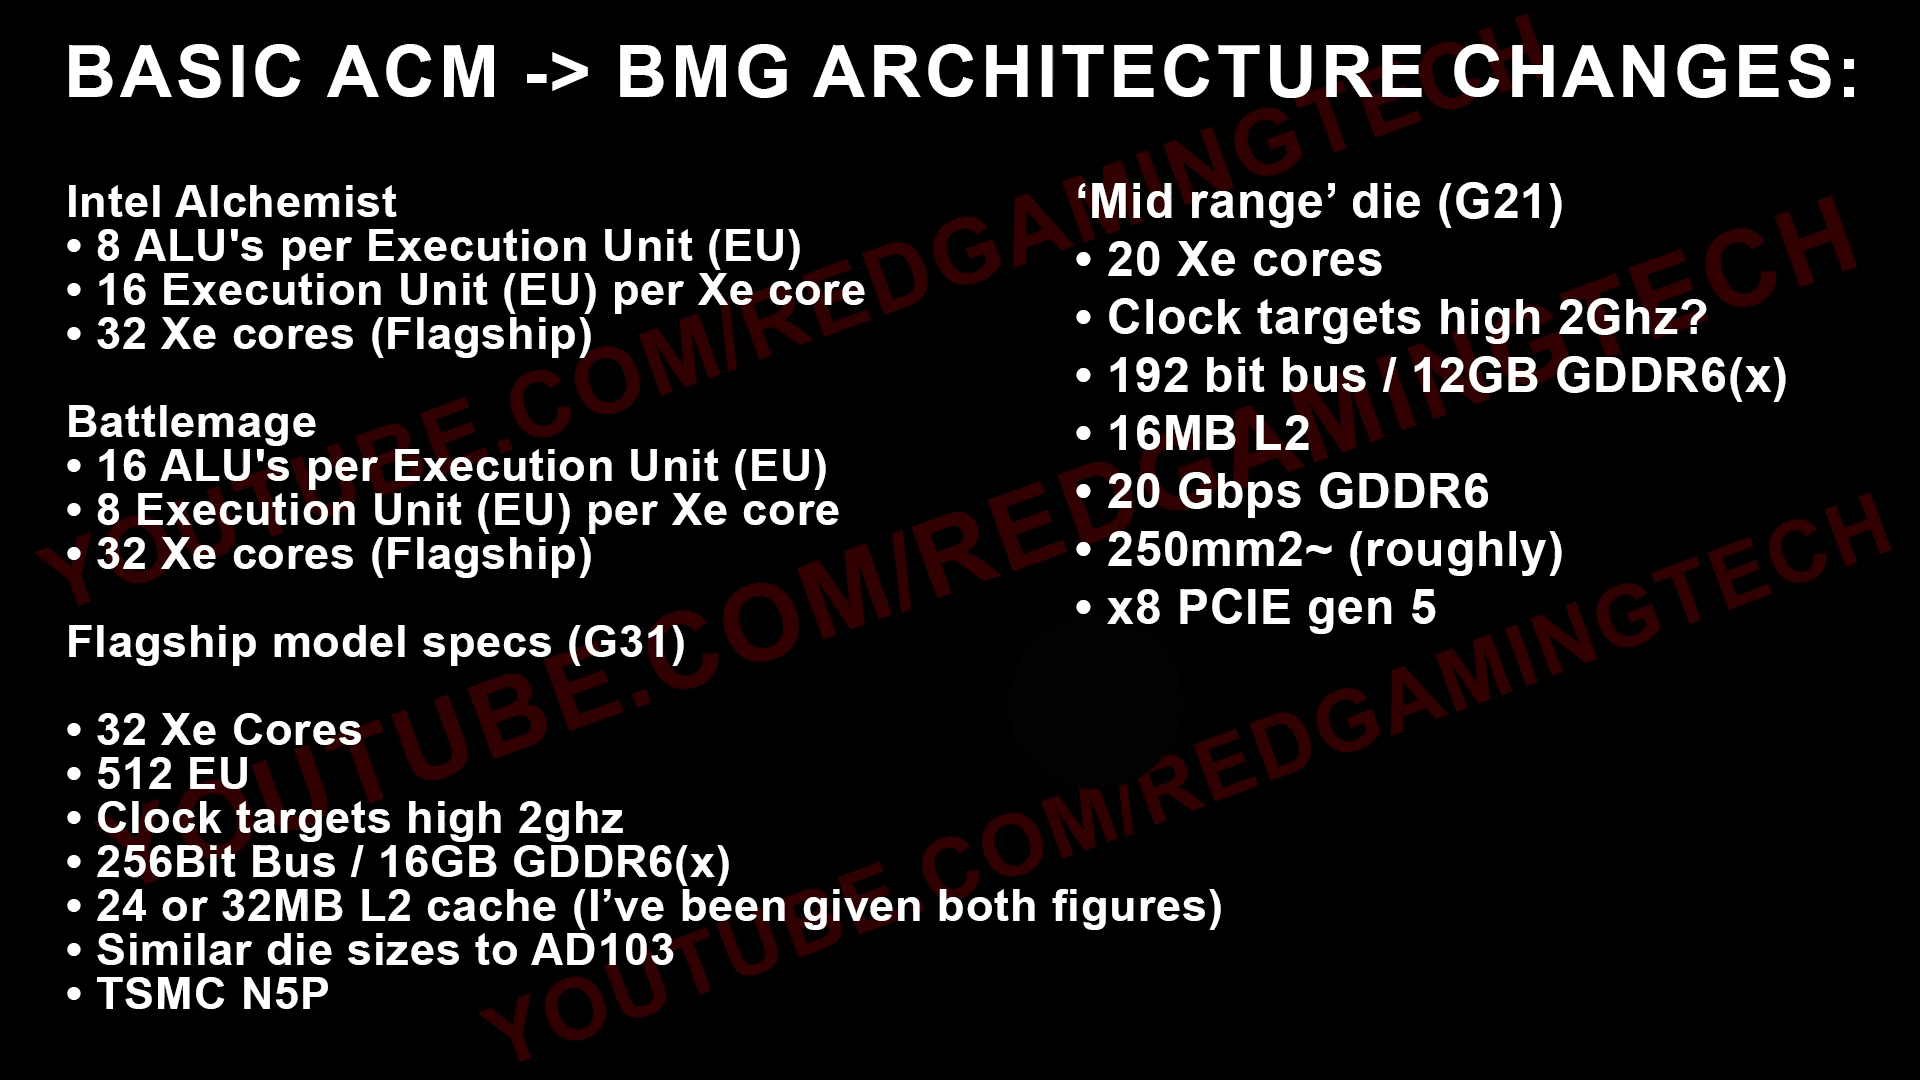 BASIC ACM -> BMG ARCHITECTURE CHANGES:
Intel Alchemist
• 8 ALU's per Execution Unit (EU)
• 16 Execution Unit (EU) per Xe core
• 32 Xe cores (Flagship)
Battlemage
• 16 ALU's per Execution Unit (EU)
• 8 Execution Unit (EU) per Xe core
• 32 Xe cores (Flagship)
Flagship model specs (G31)
• 32 Xe Cores
• 512 EU
• Clock targets high 2ghz
• 256Bit Bus / 16GB GDDR6(x)
• 24 or 32MB L2 cache (I’ve been given both figures)
• Similar die sizes to AD103
• TSMC N5P
‘Mid range’ die (G21)
• 20 Xe cores
• Clock targets high 2Ghz?
• 192 bit bus / 12GB GDDR6(x)
• 16MB L2
• 20 Gbps GDDR6
• 250mm2~ (roughly)
• x8 PCIE gen 5
YOUTUBE.COM/REDGAMINGTECH
YOUTUBE.COM/REDGAMINGTECH
YOUTUBE.COM/REDGAMINGTECH